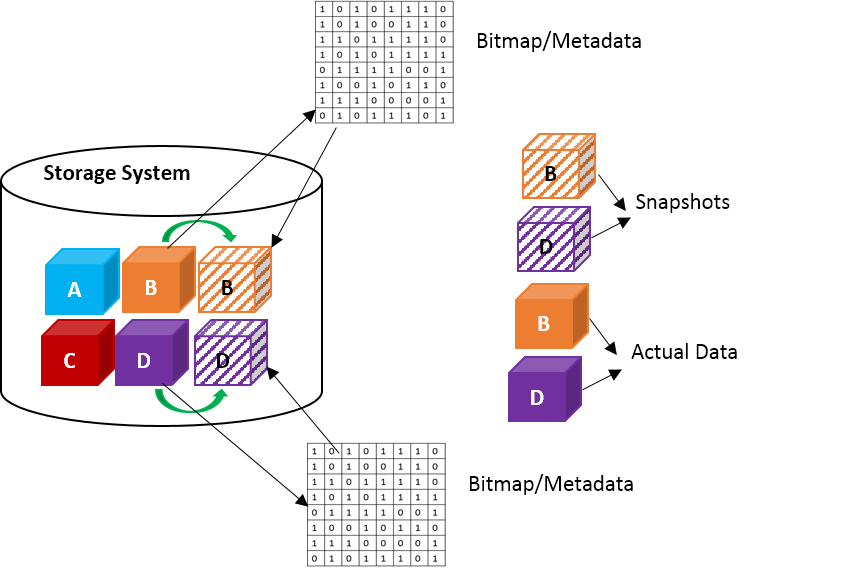 1 0 1 0 1 1 1 0
1 0 1 0 0 1 1 0
1 1 0 1 1 1 1 0
1 0 1 0 1 1 1 1
0 1 1 1 1 0 0 1
1 0 0 1 0 1 1 0
1 1 1 0 0 0 0 1
0 1 0 1 1 1 0 1
Bitmap/Metadata
Storage System
A B B
C D D
B
D
Snapshots
B
D
Actual Data
1 0 1 0 1 1 1 0
1 0 1 0 0 1 1 0
1 1 0 1 1 1 1 0
1 0 1 0 1 1 1 1
0 1 1 1 1 0 0 1
1 0 0 1 0 1 1 0
1 1 1 0 0 0 0 1
0 1 0 1 1 1 0 1
Bitmap/Metadata